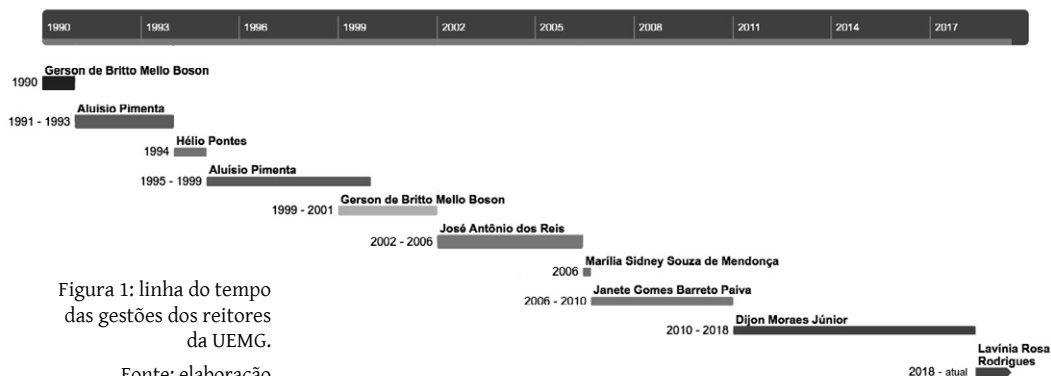 1990 1993 1996 1999 2002 2005 2008 2011 2014 2017
Gerson de Britto Mello Boson
1990
Aluisio Pimenta
1991 - 1993
Hélio Pontes
1994
Aluísio Pimenta
1995 - 1999
Gerson de Britto Mello Boson
1999 - 2001
José Antônio dos Reis
2002 - 2006
Marília Sidney Souza de Mendonça
2006
Janete Gomes Barreto Paiva
2006 - 2010
Dijon Moraes Júnior
2010 - 2018
Lavínia Rosa
Rodrigues
2018 - atual
Figura 1: linha do tempo
das gestões dos reitores
da UEMG.
Fonte: elaboração